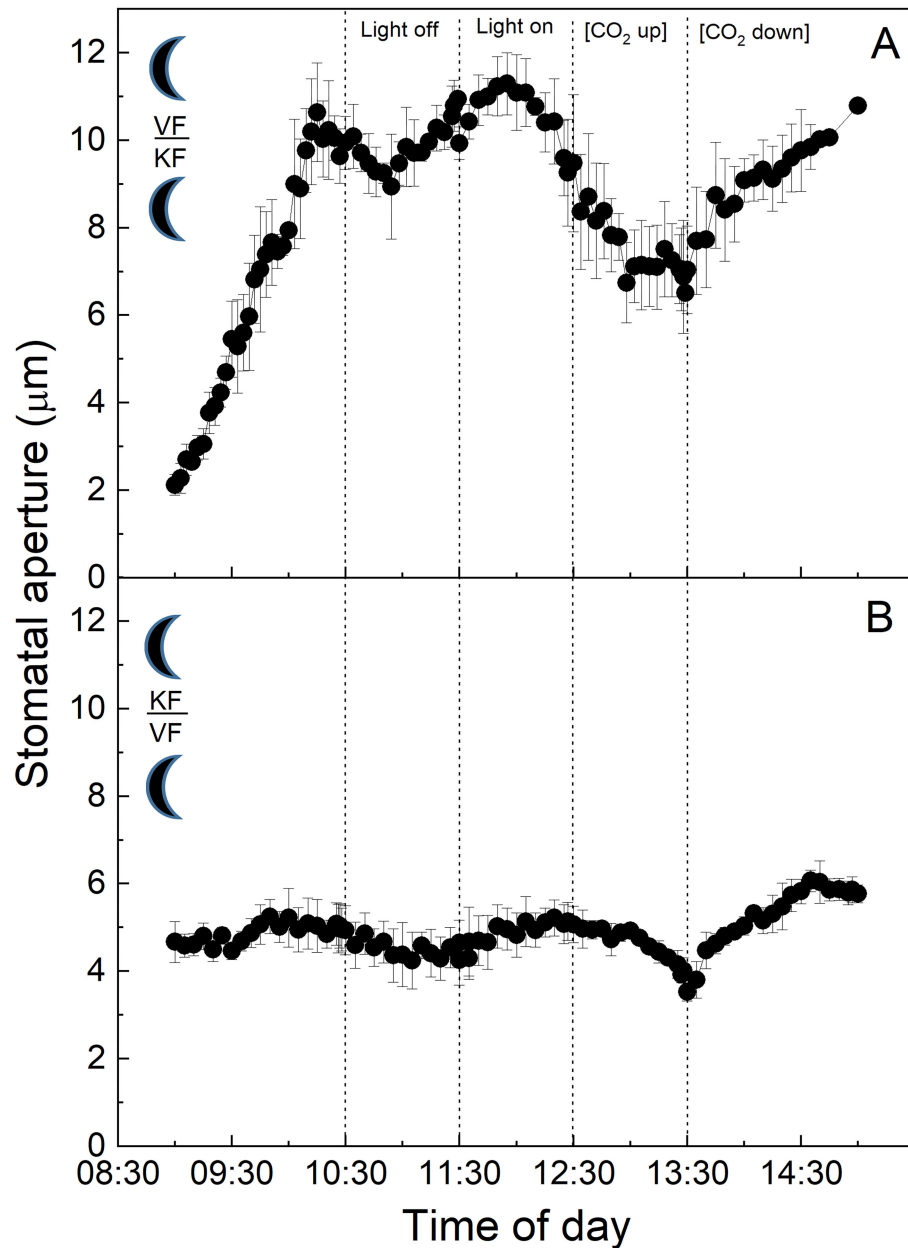 Light off
Light on
[CO₂ up]
[CO₂ down]
A
12
10
8
6
4
2
0
VF
KF
Stomatal aperture (μm)
B
12
10
8
6
4
2
0
KF
VF
08:30
09:30
10:30
11:30
12:30
13:30
14:30
Time of day